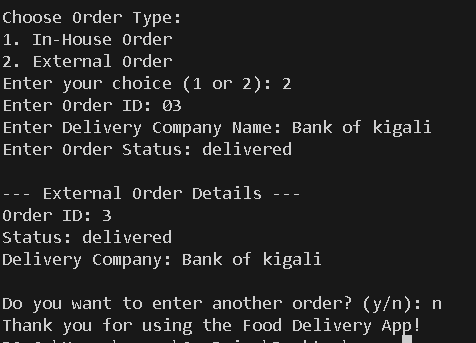 Choose Order Type:
1. In-House Order
2. External Order
Enter your choice (1 or 2): 2
Enter Order ID: 03
Enter Delivery Company Name: Bank of kigali
Enter Order Status: delivered
--- External Order Details ---
Order ID: 3
Status: delivered
Delivery Company: Bank of kigali
Do you want to enter another order? (y/n): n
Thank you for using the Food Delivery App!